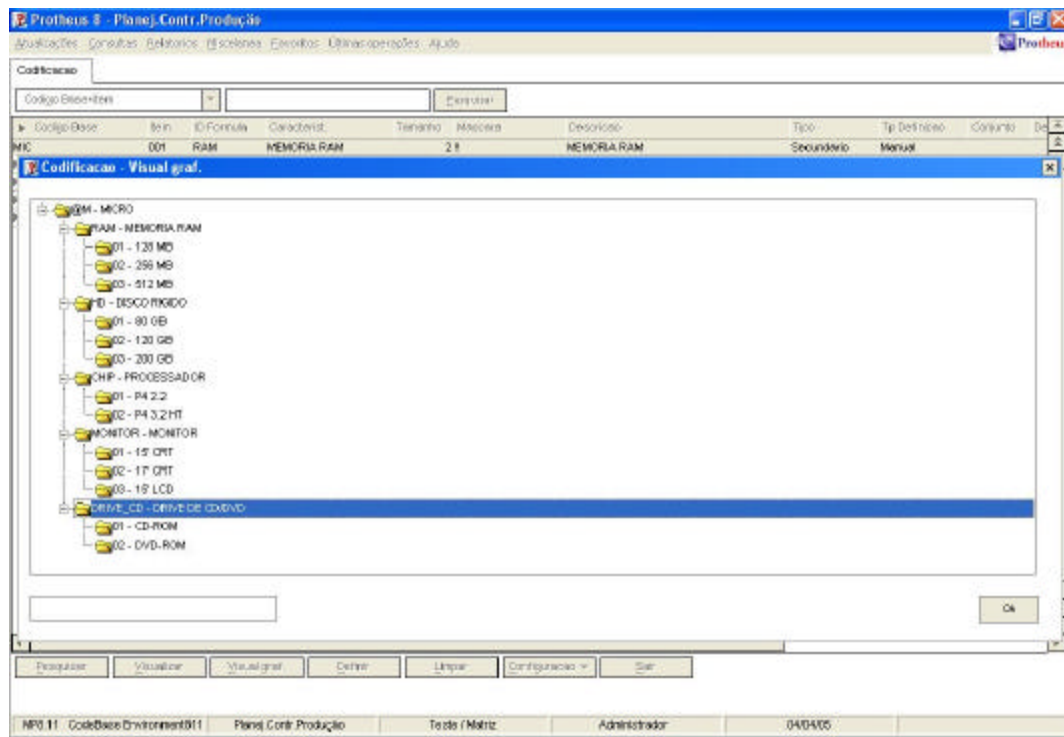 Protheus 8 - Planej.Contr.Produção
Atualizações Consultas Relatorios Miscelanea Favoritos Últimas operações Ajuda
Protheus
Codificacao
Codigo Base+Item Pesquisar
Codigo Base Item ID Formula Caracterist. Tamanho Mascara Descricao Tipo Tp Definicao Conjunto
MIC 001 RAM MEMORIA RAM 2 MEMORIA RAM Secundario Manual
Codificacao - Visual graf.
@M - MICRO
RAM - MEMORIA RAM
01 - 128 MB
02 - 256 MB
03 - 512 MB
HD - DISCO RIGIDO
01 - 80 GB
02 - 120 GB
03 - 200 GB
CHIP - PROCESSADOR
01 - P4 2.2
02 - P4 3.2 HT
MONITOR - MONITOR
01 - 15' CRT
02 - 17' CRT
03 - 15' LCD
DRIVE_CD - DRIVE DE CD/DVD
01 - CD-ROM
02 - DVD-ROM
Ok
Pesquisar Visualizar Visual graf Definir Limpar Configuracao Sair
MP8.11 CodeBase Environment811 Planej.Contr.Produção Teste / Matriz Administrador 04/04/05